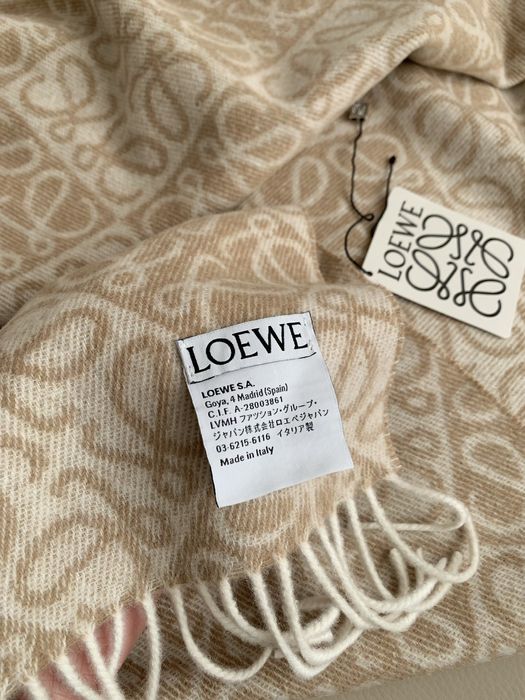 LOEWE
LOEWE
LOEWE S.A.
Goya, 4 Madrid (Spain)
C.I.F. A-28003861
LVMH ファッション・グループ・
ジャパン株式会社ロエベジャパン
03-6215-6116 イタリア製
Made in Italy